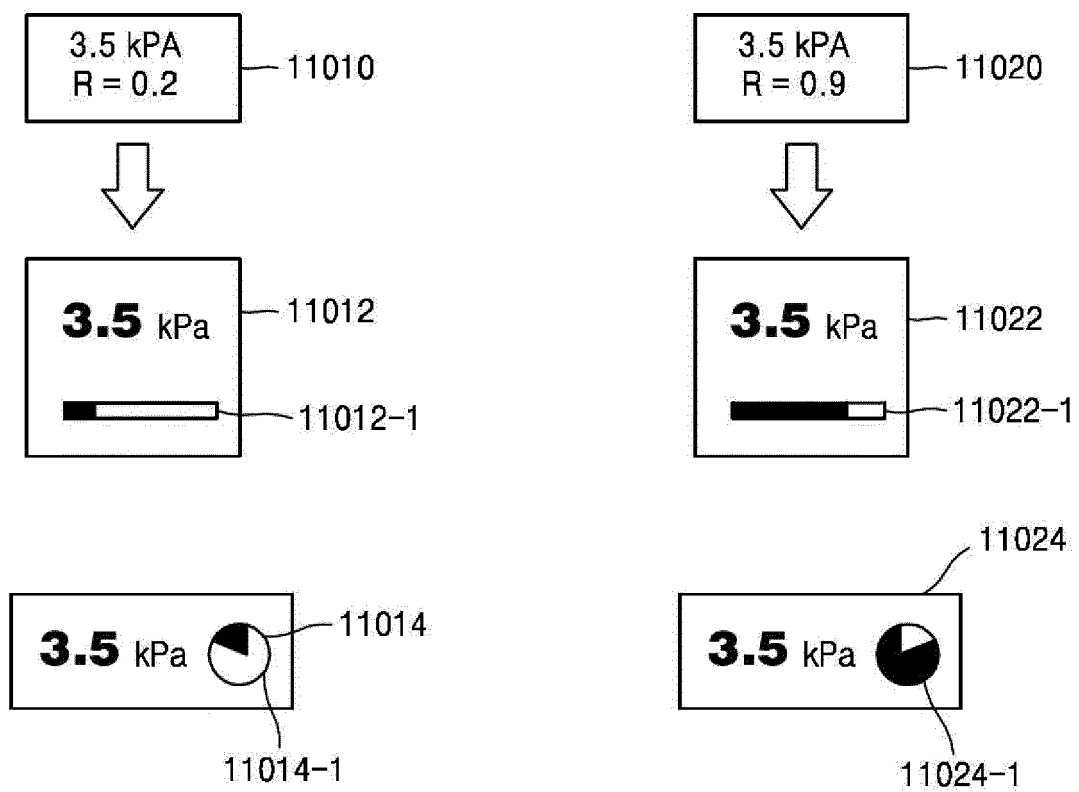 3.5 kPA
R = 0.2
11010
3.5 kPA
R = 0.9
11020
3.5 kPa
11012
11012-1
3.5 kPa
11022
11022-1
11024
3.5 kPa
11014
11014-1
3.5 kPa
11024-1